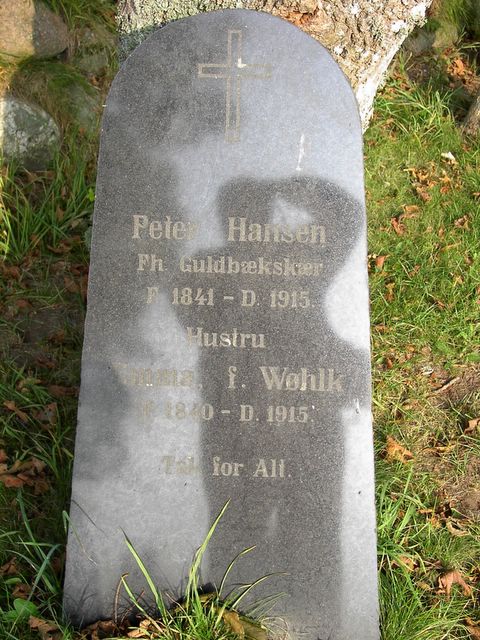 Peter Hansen
Fh. Guldbækskær
F. 1841 - D. 1915.
Hustru
f. Wøhlk
F. 1840 - D. 1915.
Tak for Alt.